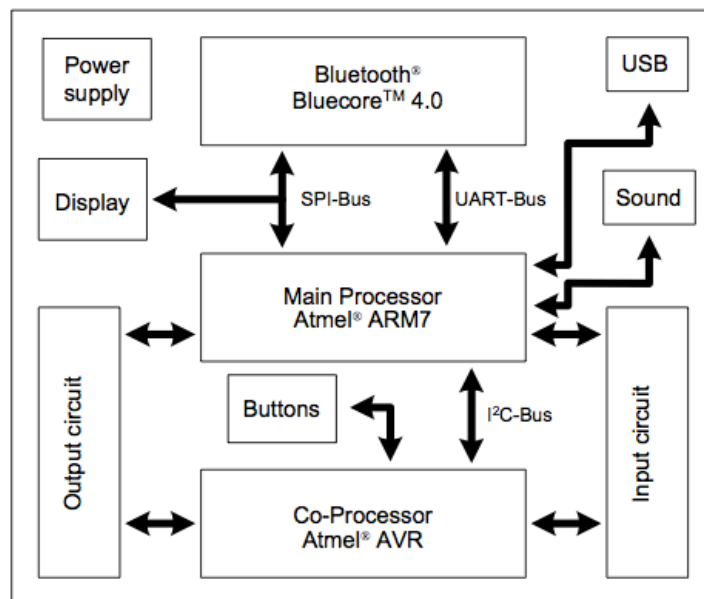 Power
supply
Bluetooth®
Bluecore™ 4.0
USB
Display
SPI-Bus
UART-Bus
Sound
Main Processor
Atmel® ARM7
Output circuit
Buttons
I²C-Bus
Input circuit
Co-Processor
Atmel® AVR